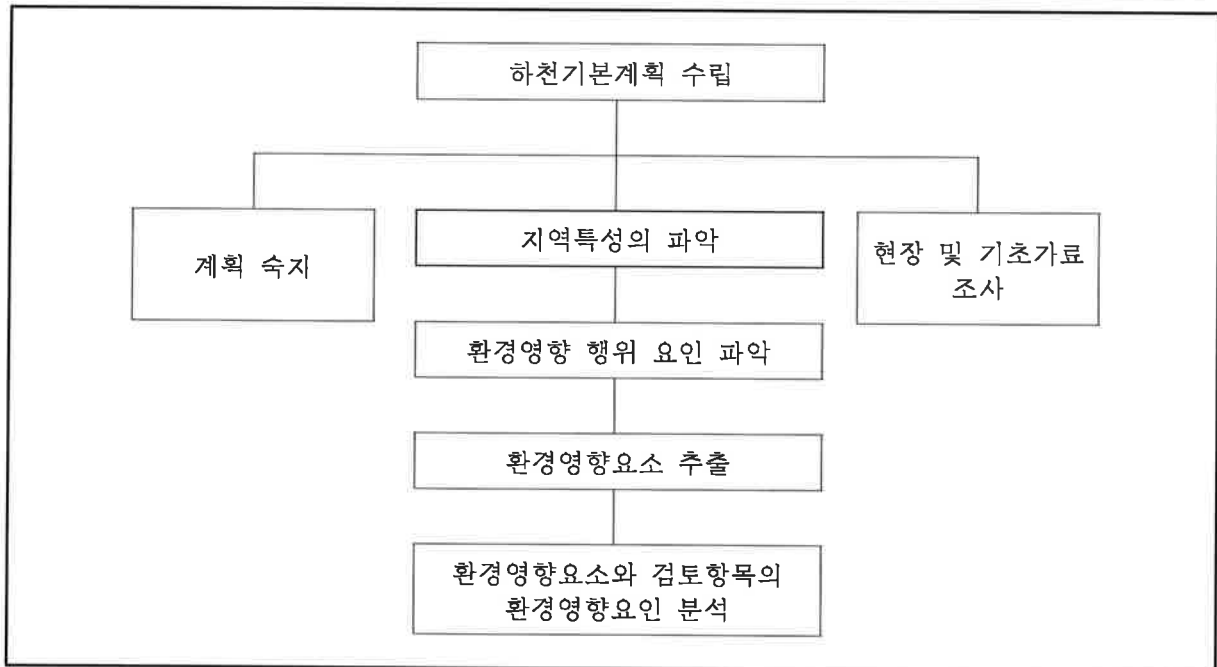 하천기본계획 수립
계획 숙지
지역특성의 파악
현장 및 기초가료
조사
환경영향 행위 요인 파악
환경영향요소 추출
환경영향요소와 검토항목의
환경영향요인 분석